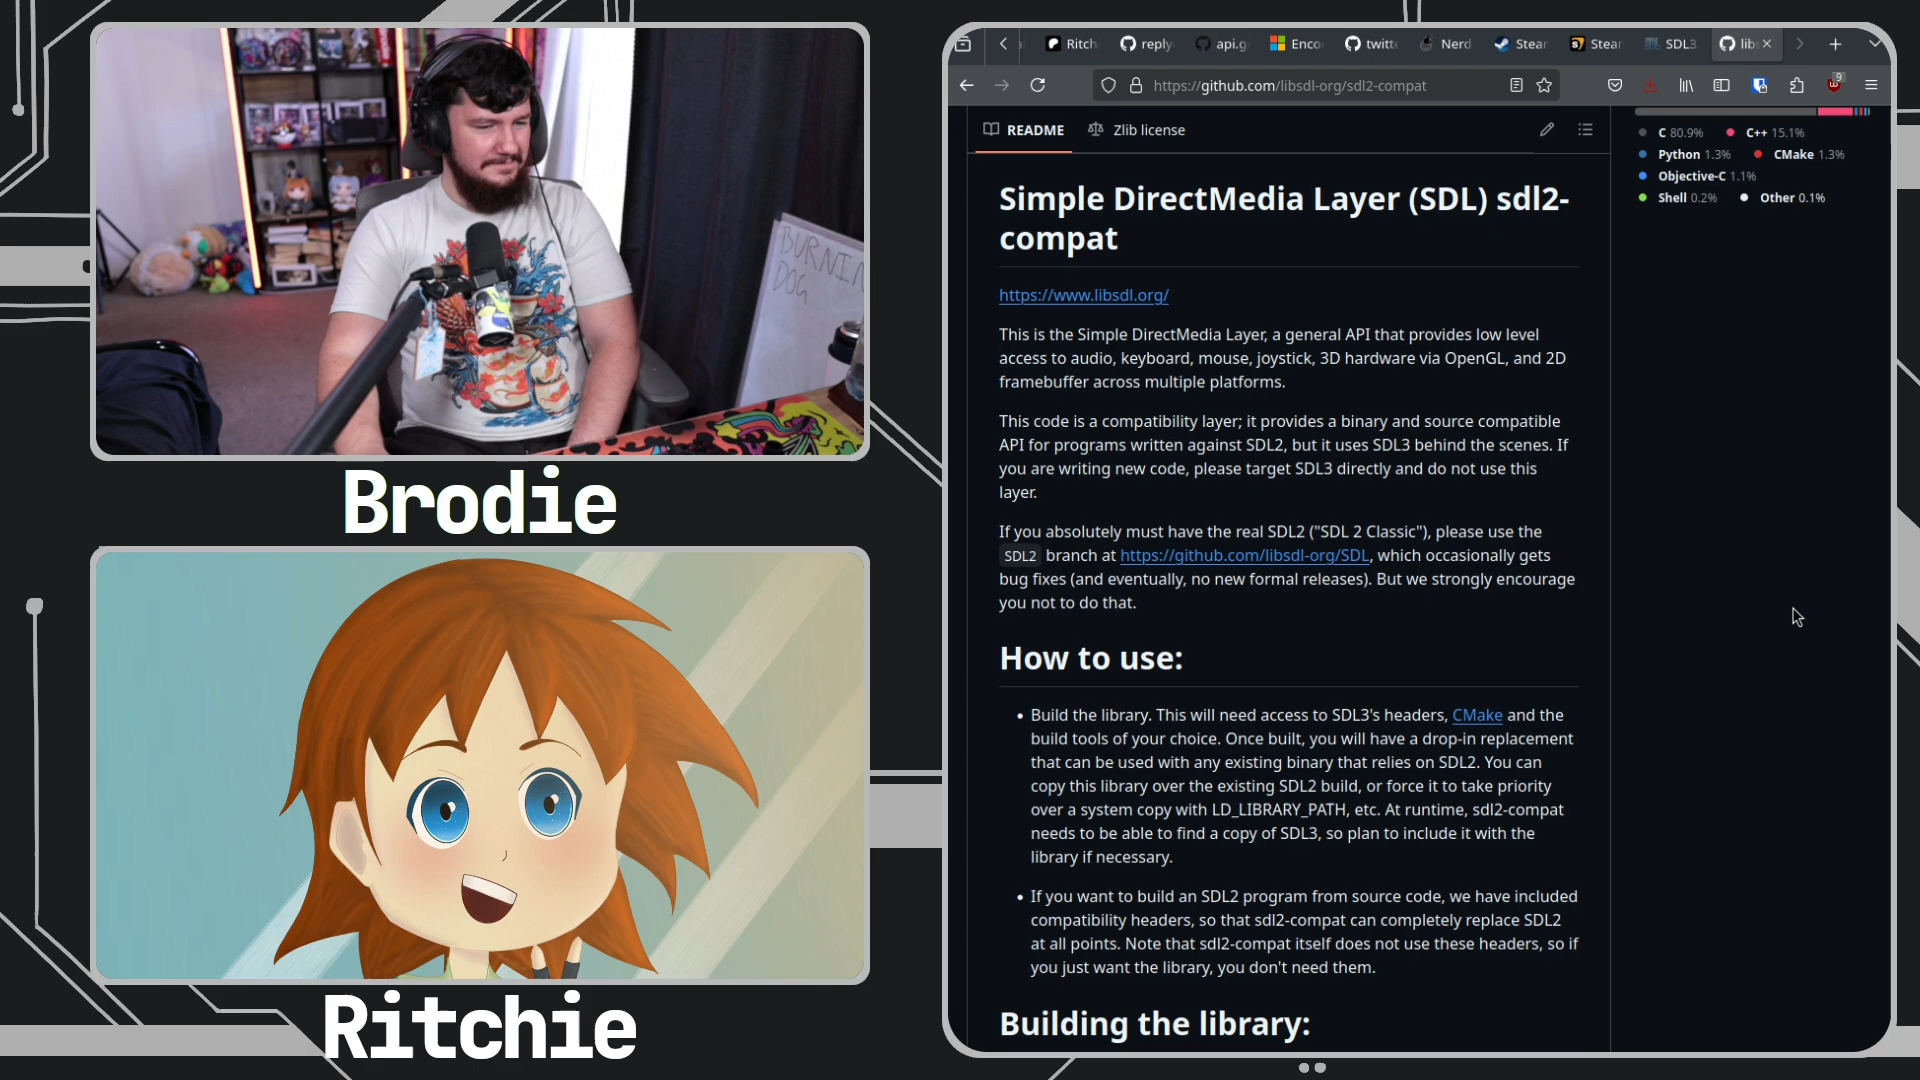 BURNIN
DOG
Brodie
Ritchie
Ritch
reply
api.g
Enco
twitt
Nerd
Stear
Stear
SDL3
lib
https://github.com/libsdl-org/sdl2-compat
9
README
Zlib license
C 80.9%
C++ 15.1%
Python 1.3%
CMake 1.3%
Objective-C 1.1%
Shell 0.2%
Other 0.1%
Simple DirectMedia Layer (SDL) sdl2-
compat
https://www.libsdl.org/
This is the Simple DirectMedia Layer, a general API that provides low level
access to audio, keyboard, mouse, joystick, 3D hardware via OpenGL, and 2D
framebuffer across multiple platforms.
This code is a compatibility layer; it provides a binary and source compatible
API for programs written against SDL2, but it uses SDL3 behind the scenes. If
you are writing new code, please target SDL3 directly and do not use this
layer.
If you absolutely must have the real SDL2 ("SDL 2 Classic"), please use the
SDL2 branch at https://github.com/libsdl-org/SDL, which occasionally gets
bug fixes (and eventually, no new formal releases). But we strongly encourage
you not to do that.
How to use:
• Build the library. This will need access to SDL3's headers, CMake and the
build tools of your choice. Once built, you will have a drop-in replacement
that can be used with any existing binary that relies on SDL2. You can
copy this library over the existing SDL2 build, or force it to take priority
over a system copy with LD_LIBRARY_PATH, etc. At runtime, sdl2-compat
needs to be able to find a copy of SDL3, so plan to include it with the
library if necessary.
• If you want to build an SDL2 program from source code, we have included
compatibility headers, so that sdl2-compat can completely replace SDL2
at all points. Note that sdl2-compat itself does not use these headers, so if
you just want the library, you don't need them.
Building the library: